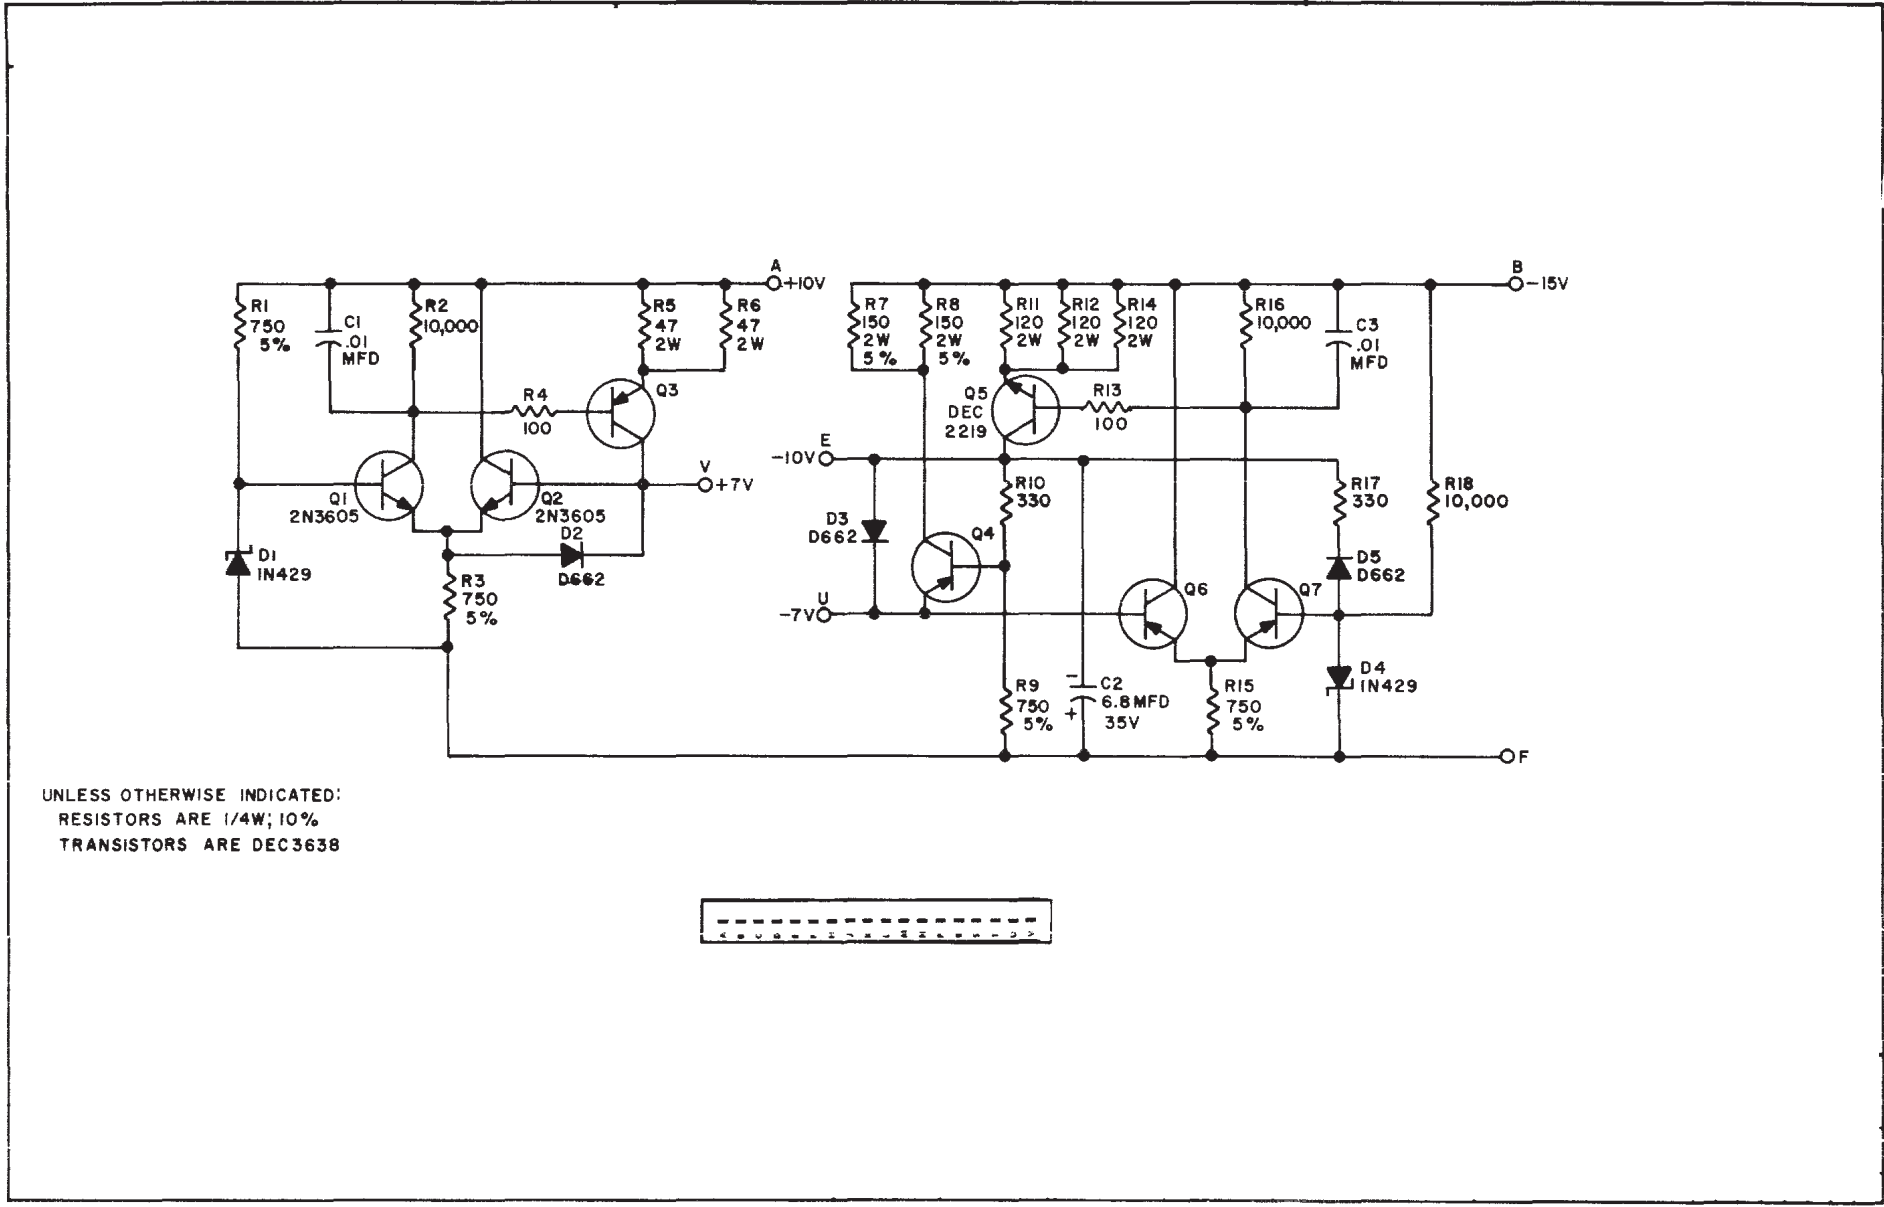 A
+10V
B
-15V
R1
750
5%
C1
.01
MFD
R2
10,000
R5
47
2W
R6
47
2W
R7
150
2W
5%
R8
150
2W
5%
R11
120
2W
R12
120
2W
R14
120
2W
R16
10,000
C3
.01
MFD
R4
100
Q3
Q5
DEC
2219
R13
100
E
-10V
V
+7V
Q1
2N3605
Q2
2N3605
R10
330
R17
330
R18
10,000
D1
1N429
D2
D662
D3
D662
Q4
D5
D662
R3
750
5%
U
-7V
Q6
Q7
R9
750
5%
C2
6.8MFD
35V
-
+
R15
750
5%
D4
1N429
F
UNLESS OTHERWISE INDICATED:
RESISTORS ARE 1/4W; 10%
TRANSISTORS ARE DEC3638